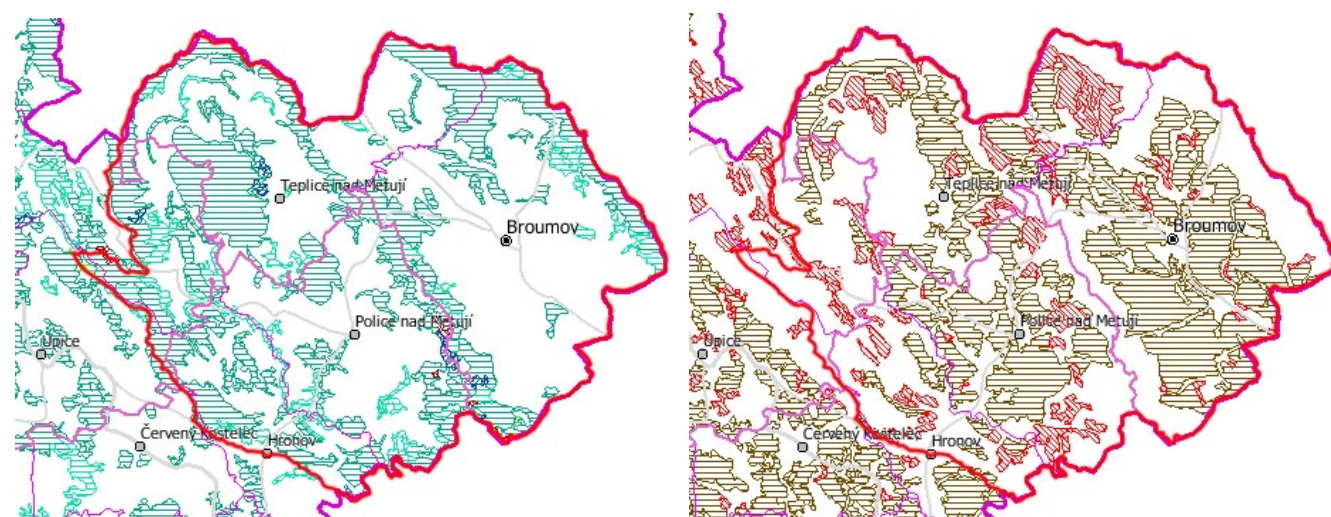 Teplice nad Metují
Broumov
Police nad Metují
Úpice
Červený Kostelec
Hronov
Teplice nad Metují
Broumov
Police nad Metují
Úpice
Červený Kostelec
Hronov